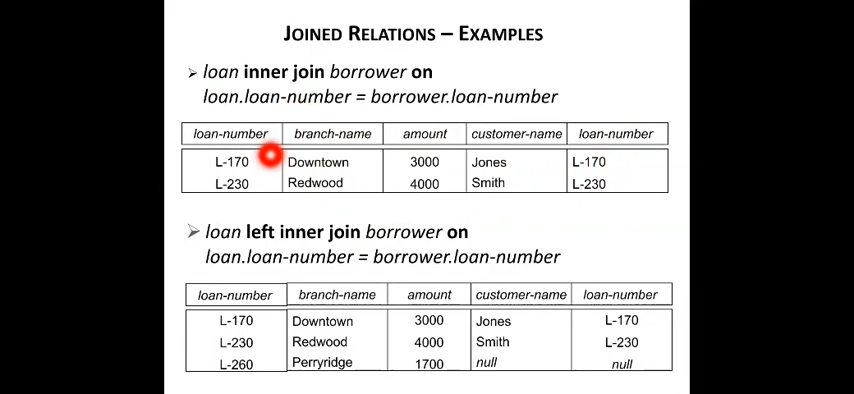 JOINED RELATIONS – EXAMPLES
➢ loan inner join borrower on
loan.loan-number = borrower.loan-number
loan-number branch-name amount customer-name loan-number
L-170 Downtown 3000 Jones L-170
L-230 Redwood 4000 Smith L-230
➢ loan left inner join borrower on
loan.loan-number = borrower.loan-number
loan-number branch-name amount customer-name loan-number
L-170 Downtown 3000 Jones L-170
L-230 Redwood 4000 Smith L-230
L-260 Perryridge 1700 null null